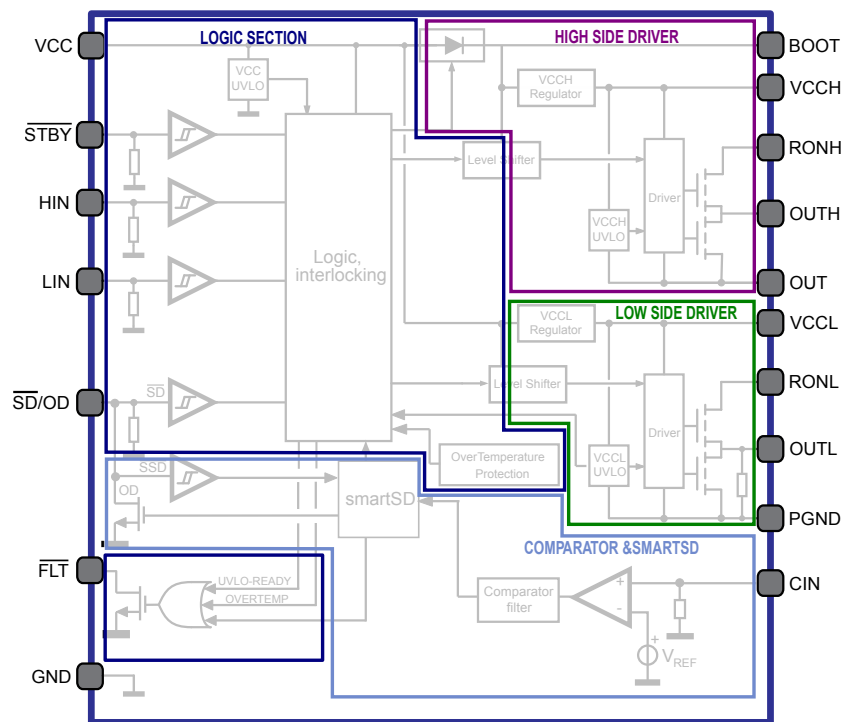 LOGIC SECTION
HIGH SIDE DRIVER
VCC
BOOT
VCC
UVLO
VCCH
Regulator
VCCH
STBY
Level Shifter
RONH
HIN
Driver
VCCH
UVLO
OUTH
Logic,
interlocking
LIN
OUT
LOW SIDE DRIVER
VCCL
Regulator
VCCL
SD
Level Shifter
RONL
SD/OD
Driver
OverTemperature
Protection
VCCL
UVLO
OUTL
SSD
OD
smartSD
PGND
COMPARATOR &SMARTSD
FLT
UVLO-READY
OVERTEMP
Comparator
filter
+
-
CIN
+
VREF
GND